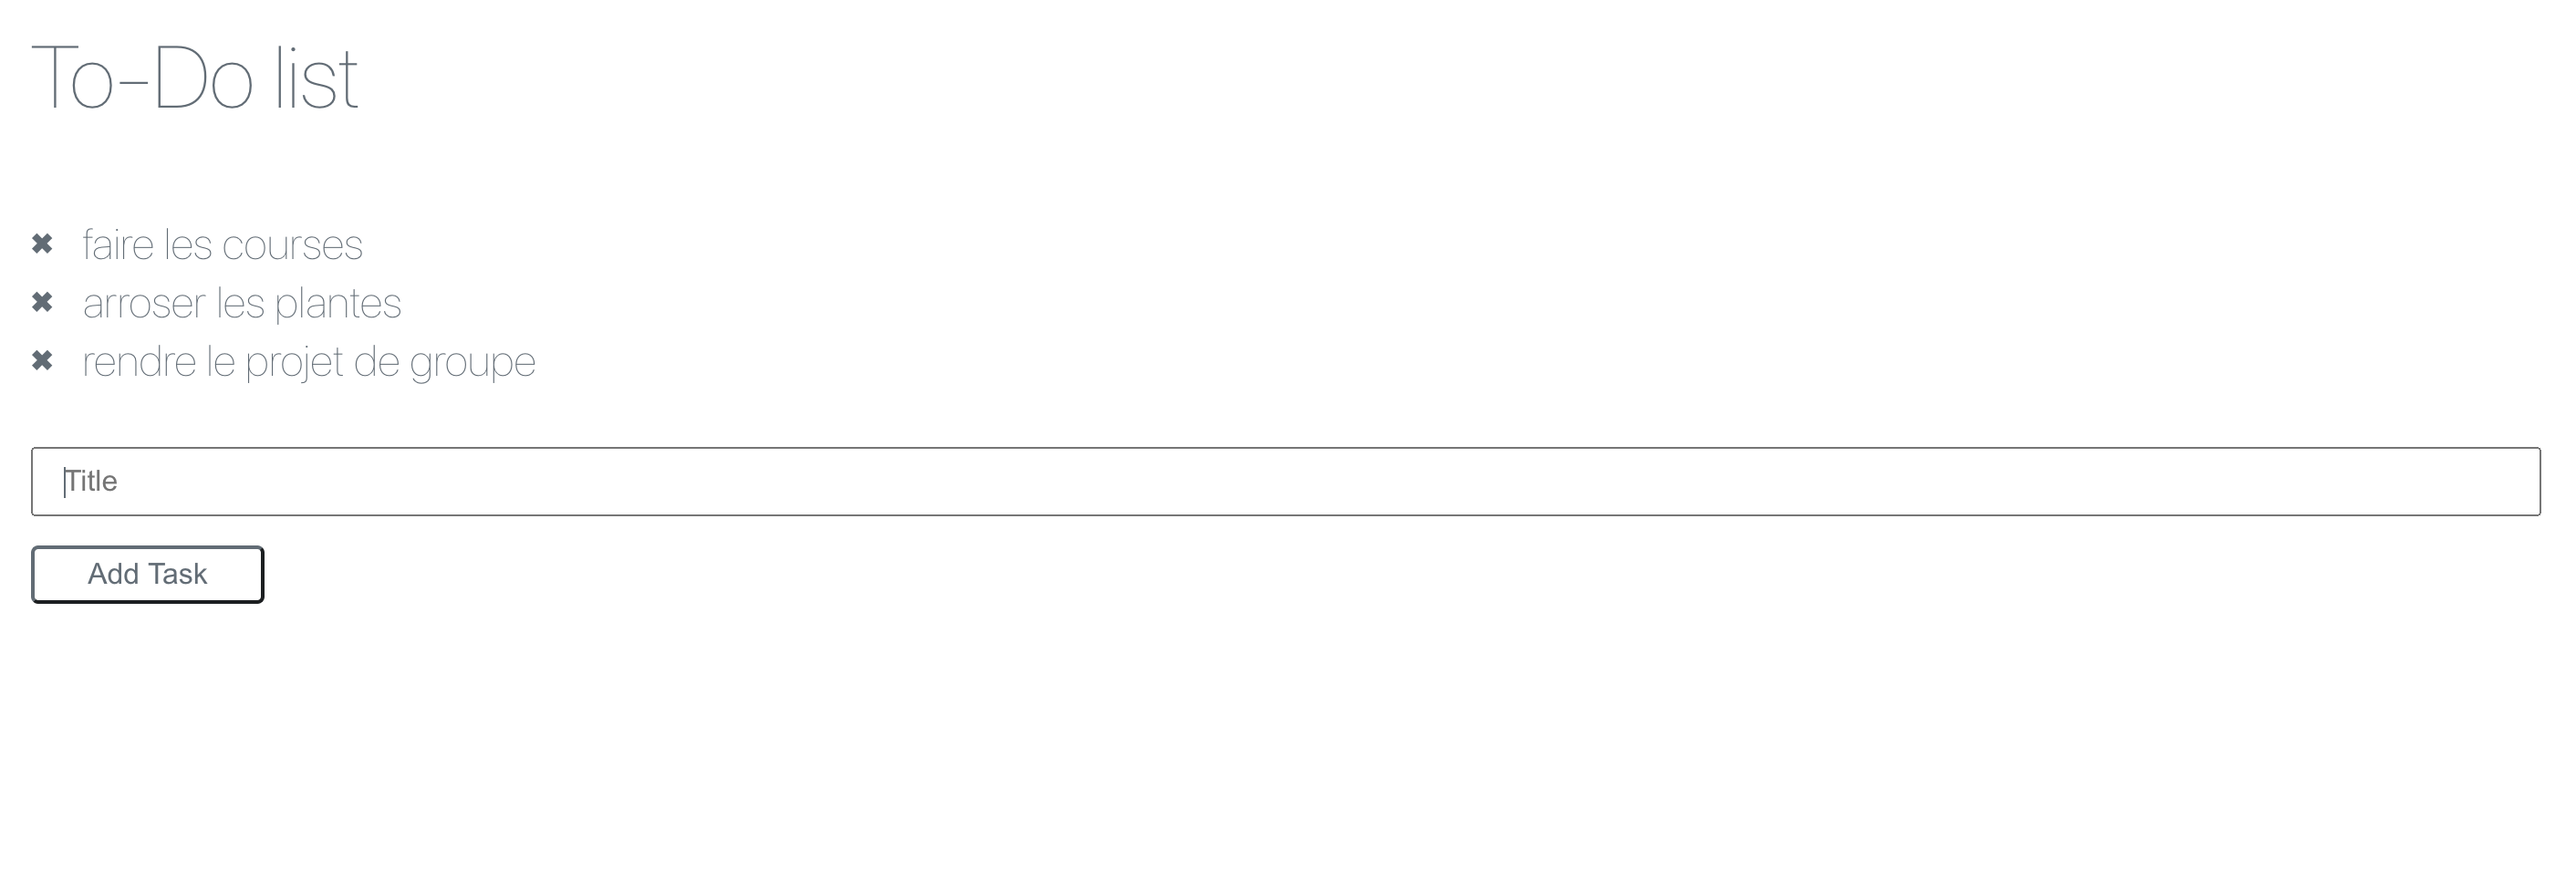 To-Do list
✖ faire les courses
✖ arroser les plantes
✖ rendre le projet de groupe
Title
Add Task